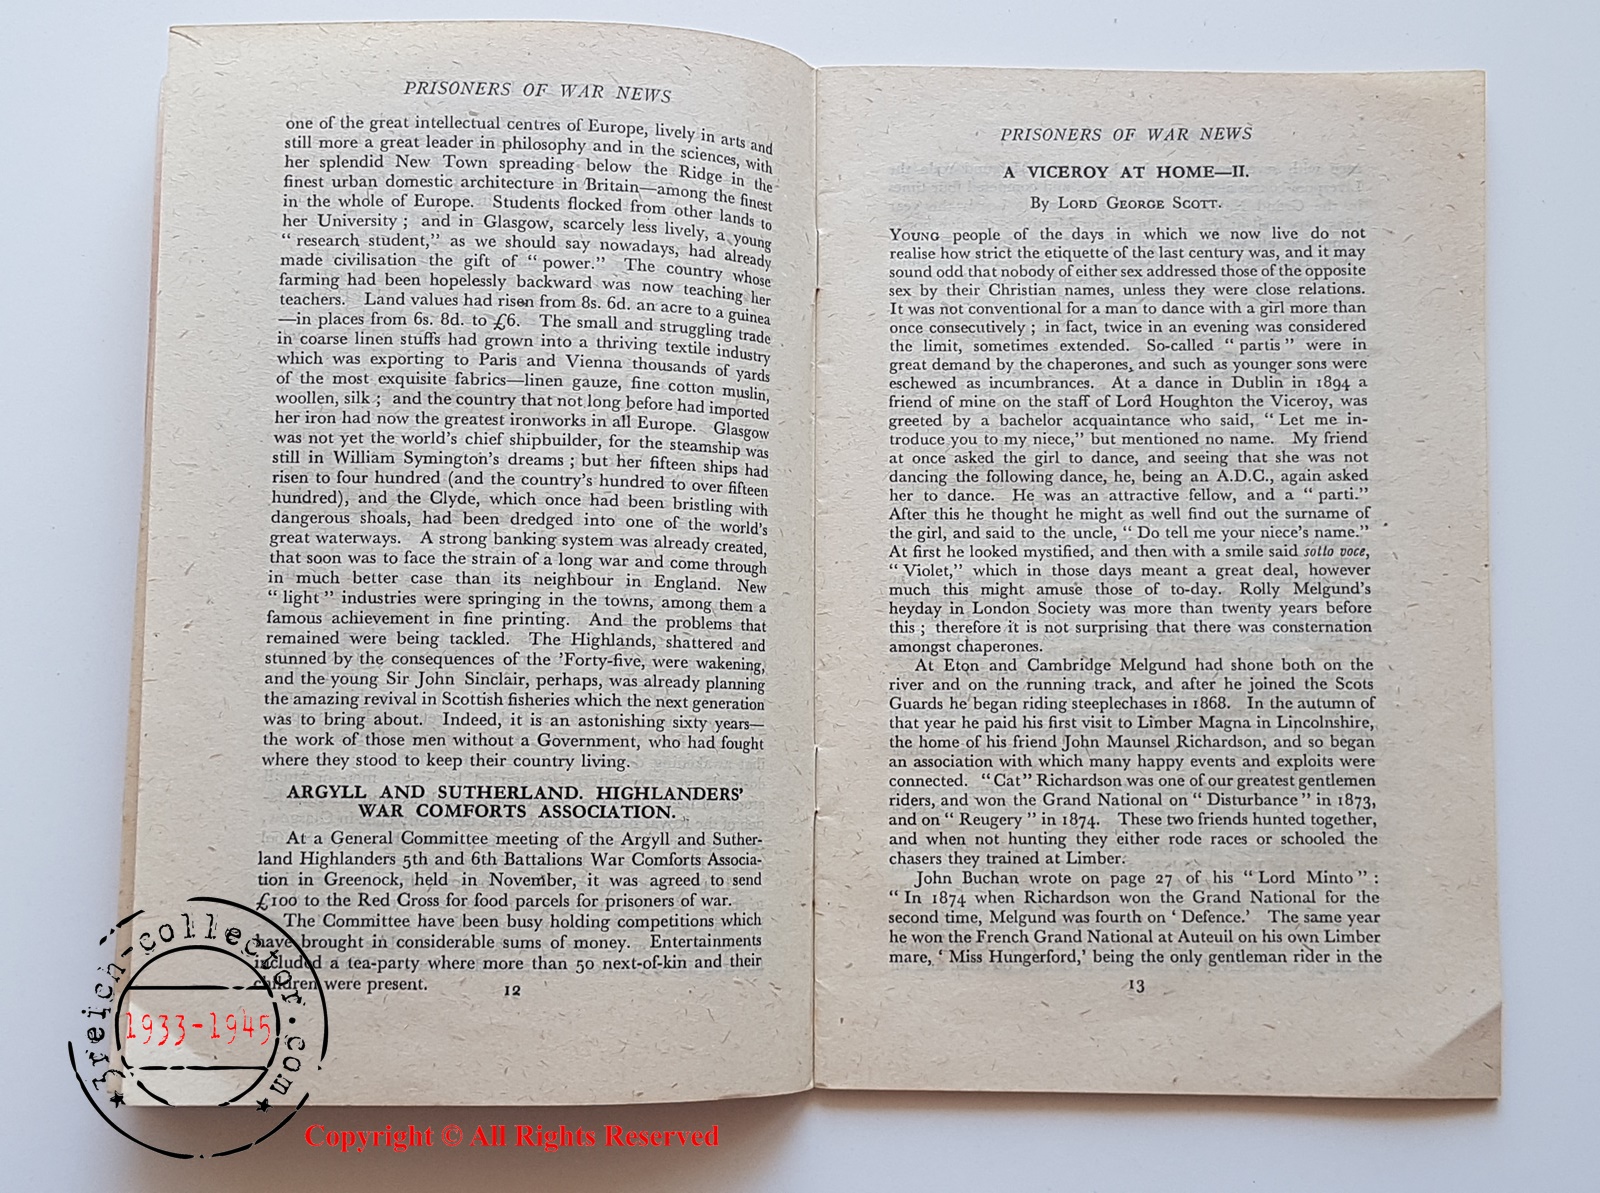 PRISONERS OF WAR NEWS
one of the great intellectual centres of Europe, lively in arts and
still more a great leader in philosophy and in the sciences, with
her splendid New Town spreading below the Ridge in the
finest urban domestic architecture in Britain—among the finest
in the whole of Europe. Students flocked from other lands to
her University ; and in Glasgow, scarcely less lively, a young
“ research student,” as we should say nowadays, had already
made civilisation the gift of “ power.” The country whose
farming had been hopelessly backward was now teaching her
teachers. Land values had risen from 8s. 6d. an acre to a guinea
—in places from 6s. 8d. to £6. The small and struggling trade
in coarse linen stuffs had grown into a thriving textile industry
which was exporting to Paris and Vienna thousands of yards
of the most exquisite fabrics—linen gauze, fine cotton muslin,
woollen, silk ; and the country that not long before had imported
her iron had now the greatest ironworks in all Europe. Glasgow
was not yet the world’s chief shipbuilder, for the steamship was
still in William Symington’s dreams ; but her fifteen ships had
risen to four hundred (and the country’s hundred to over fifteen
hundred), and the Clyde, which once had been bristling with
dangerous shoals, had been dredged into one of the world’s
great waterways. A strong banking system was already created,
that soon was to face the strain of a long war and come through
in much better case than its neighbour in England. New
“ light ” industries were springing in the towns, among them a
famous achievement in fine printing. And the problems that
remained were being tackled. The Highlands, shattered and
stunned by the consequences of the ’Forty-five, were wakening,
and the young Sir John Sinclair, perhaps, was already planning
the amazing revival in Scottish fisheries which the next generation
was to bring about. Indeed, it is an astonishing sixty years—
the work of those men without a Government, who had fought
where they stood to keep their country living.
ARGYLL AND SUTHERLAND. HIGHLANDERS’
WAR COMFORTS ASSOCIATION.
At a General Committee meeting of the Argyll and Suther-
land Highlanders 5th and 6th Battalions War Comforts Associa-
tion in Greenock, held in November, it was agreed to send
£100 to the Red Cross for food parcels for prisoners of war.
The Committee have been busy holding competitions which
have brought in considerable sums of money. Entertainments
included a tea-party where more than 50 next-of-kin and their
children were present.
12
PRISONERS OF WAR NEWS
A VICEROY AT HOME—II.
By LORD GEORGE SCOTT.
YOUNG people of the days in which we now live do not
realise how strict the etiquette of the last century was, and it may
sound odd that nobody of either sex addressed those of the opposite
sex by their Christian names, unless they were close relations.
It was not conventional for a man to dance with a girl more than
once consecutively ; in fact, twice in an evening was considered
the limit, sometimes extended. So-called “ partis ” were in
great demand by the chaperones, and such as younger sons were
eschewed as incumbrances. At a dance in Dublin in 1894 a
friend of mine on the staff of Lord Houghton the Viceroy, was
greeted by a bachelor acquaintance who said, “ Let me in-
troduce you to my niece,” but mentioned no name. My friend
at once asked the girl to dance, and seeing that she was not
dancing the following dance, he, being an A.D.C., again asked
her to dance. He was an attractive fellow, and a “ parti.”
After this he thought he might as well find out the surname of
the girl, and said to the uncle, “ Do tell me your niece’s name.”
At first he looked mystified, and then with a smile said sotto voce,
“ Violet,” which in those days meant a great deal, however
much this might amuse those of to-day. Rolly Melgund’s
heyday in London Society was more than twenty years before
this ; therefore it is not surprising that there was consternation
amongst chaperones.
At Eton and Cambridge Melgund had shone both on the
river and on the running track, and after he joined the Scots
Guards he began riding steeplechases in 1868. In the autumn of
that year he paid his first visit to Limber Magna in Lincolnshire,
the home of his friend John Maunsel Richardson, and so began
an association with which many happy events and exploits were
connected. “Cat” Richardson was one of our greatest gentlemen
riders, and won the Grand National on “ Disturbance ” in 1873,
and on “ Reugery ” in 1874. These two friends hunted together,
and when not hunting they either rode races or schooled the
chasers they trained at Limber.
John Buchan wrote on page 27 of his “ Lord Minto ” :
“ In 1874 when Richardson won the Grand National for the
second time, Melgund was fourth on ‘ Defence.’ The same year
he won the French Grand National at Auteuil on his own Limber
mare, ‘ Miss Hungerford,’ being the only gentleman rider in the
13
3reich-collector.com
1933-1945
Copyright © All Rights Reserved